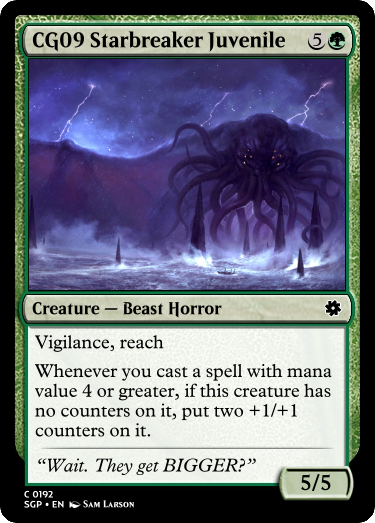 CG09 Starbreaker Juvenile 5
Creature — Beast Horror
Vigilance, reach
Whenever you cast a spell with mana
value 4 or greater, if this creature has
no counters on it, put two +1/+1
counters on it.
“Wait. They get BIGGER?”
5/5
C 0192
SGP • EN Sam Larson